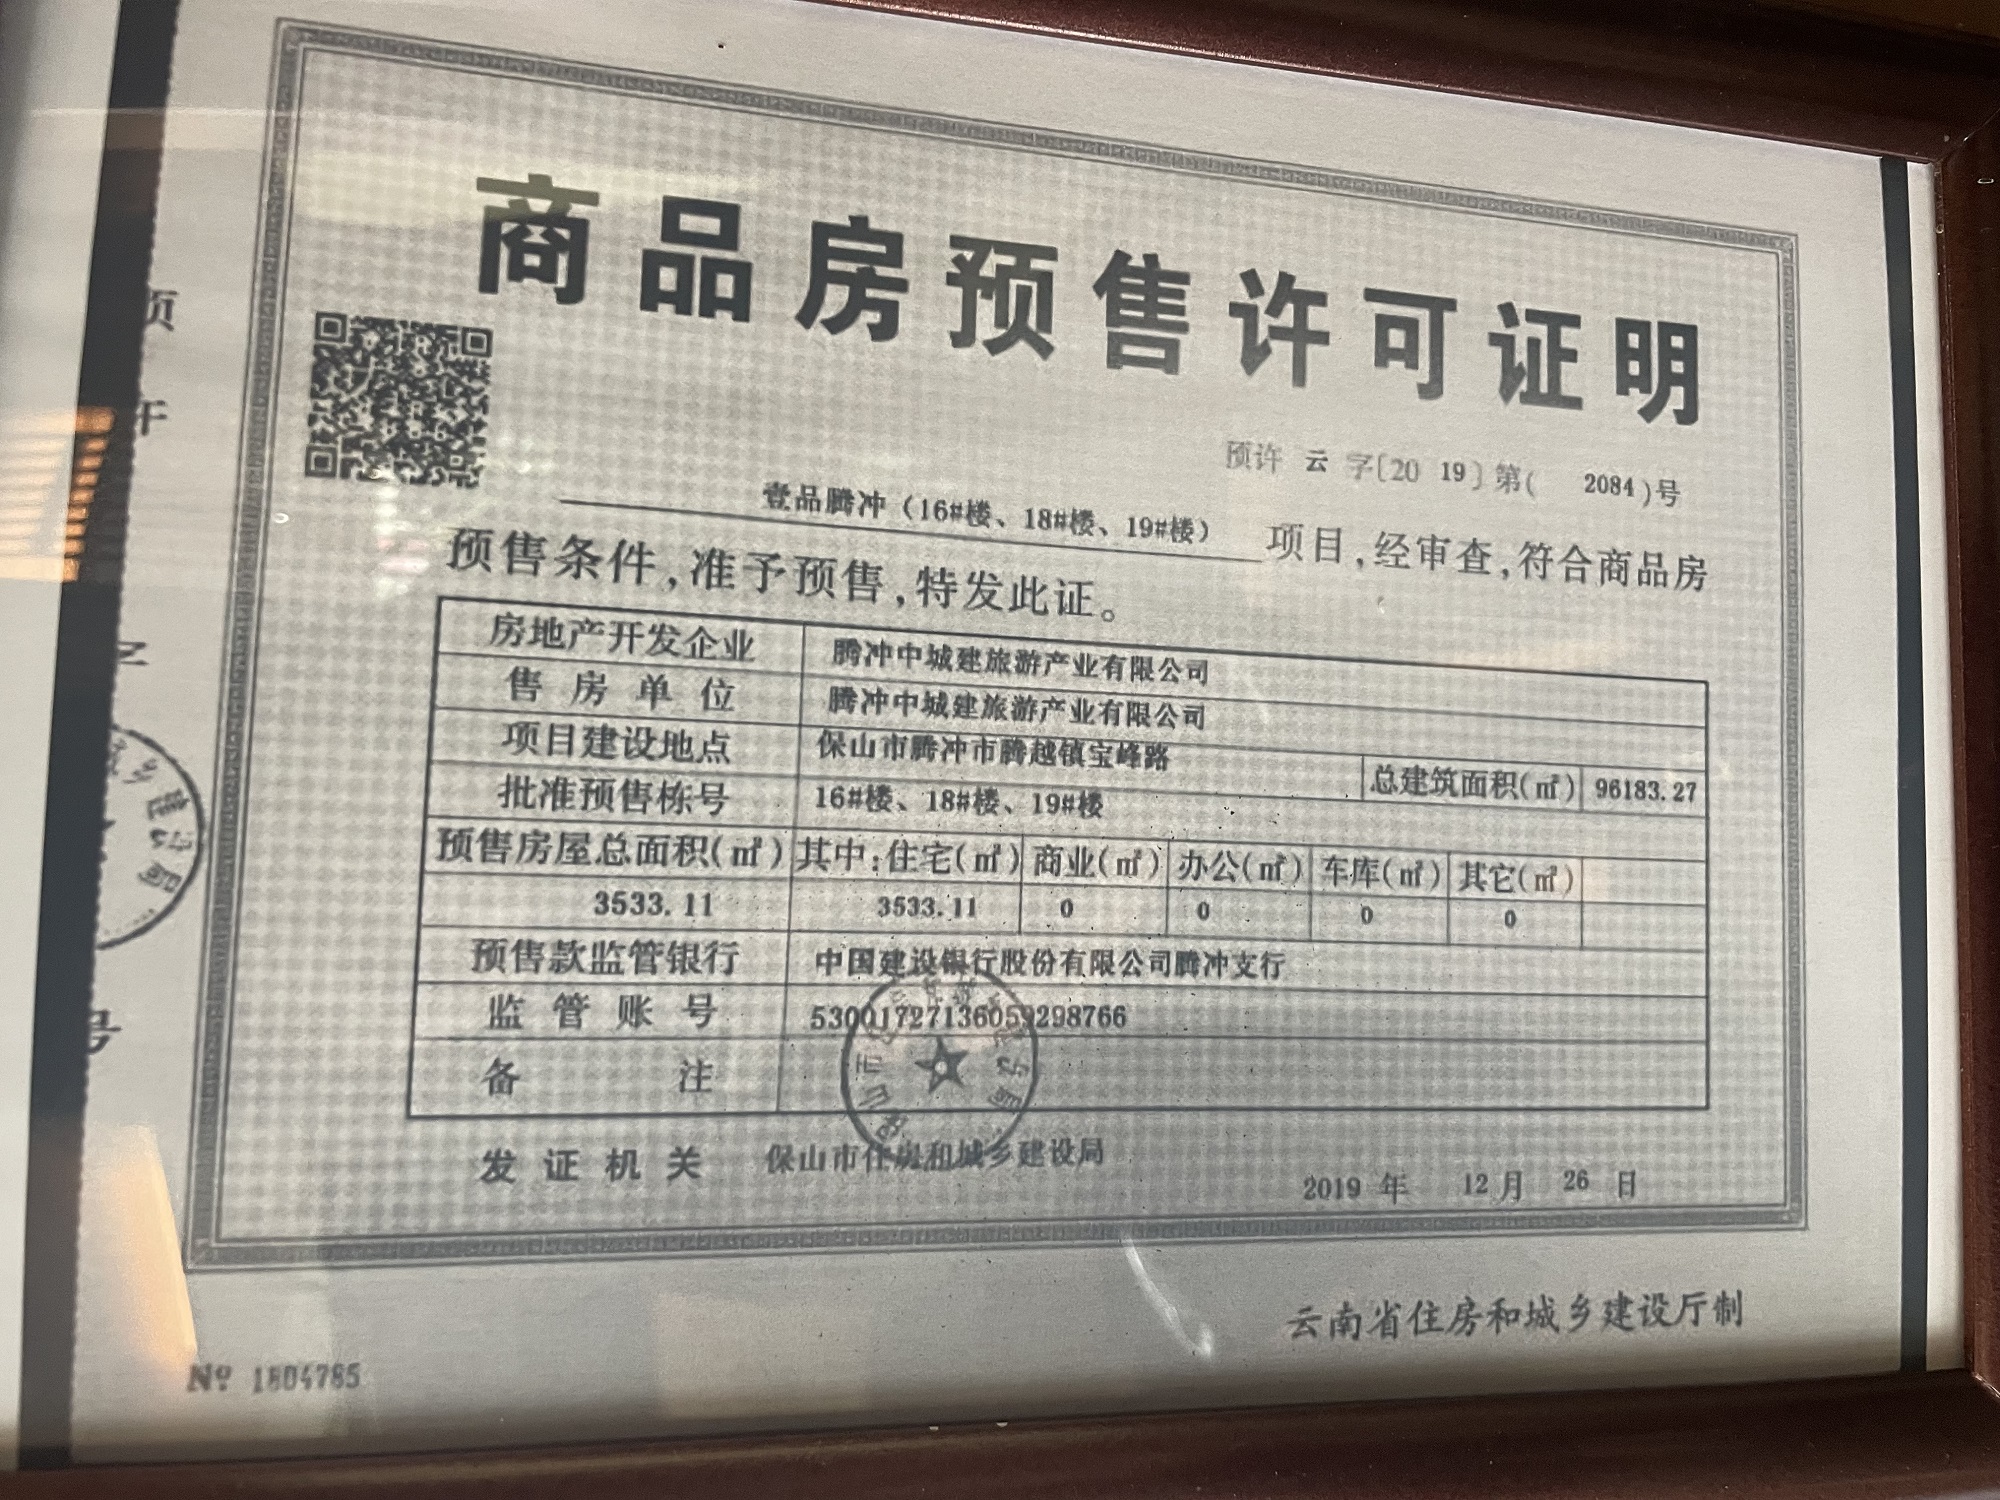 商品房预售许可证明
预许 云 字〔20 19〕第( 2084 )号
登品腾冲（16#楼、18#楼、19#楼） 项目,经审查,符合商品房
预售条件,准予预售,特发此证。
房地产开发企业 腾冲中城建旅游产业有限公司
售房单位 腾冲中城建旅游产业有限公司
项目建设地点 保山市腾冲市腾越镇宝峰路 总建筑面积(㎡) 96183.27
批准预售栋号 16#楼、18#楼、19#楼
预售房屋总面积(㎡) 其中:住宅(㎡) 商业(㎡) 办公(㎡) 车库(㎡) 其它(㎡)
3533.11 3533.11 0 0 0 0
预售款监管银行 中国建设银行股份有限公司腾冲支行
监管账号 53001727136059298766
备注
发证机关 保山市住房和城乡建设局
2019 年 12 月 26 日
云南省住房和城乡建设厅制
Nº 1804785